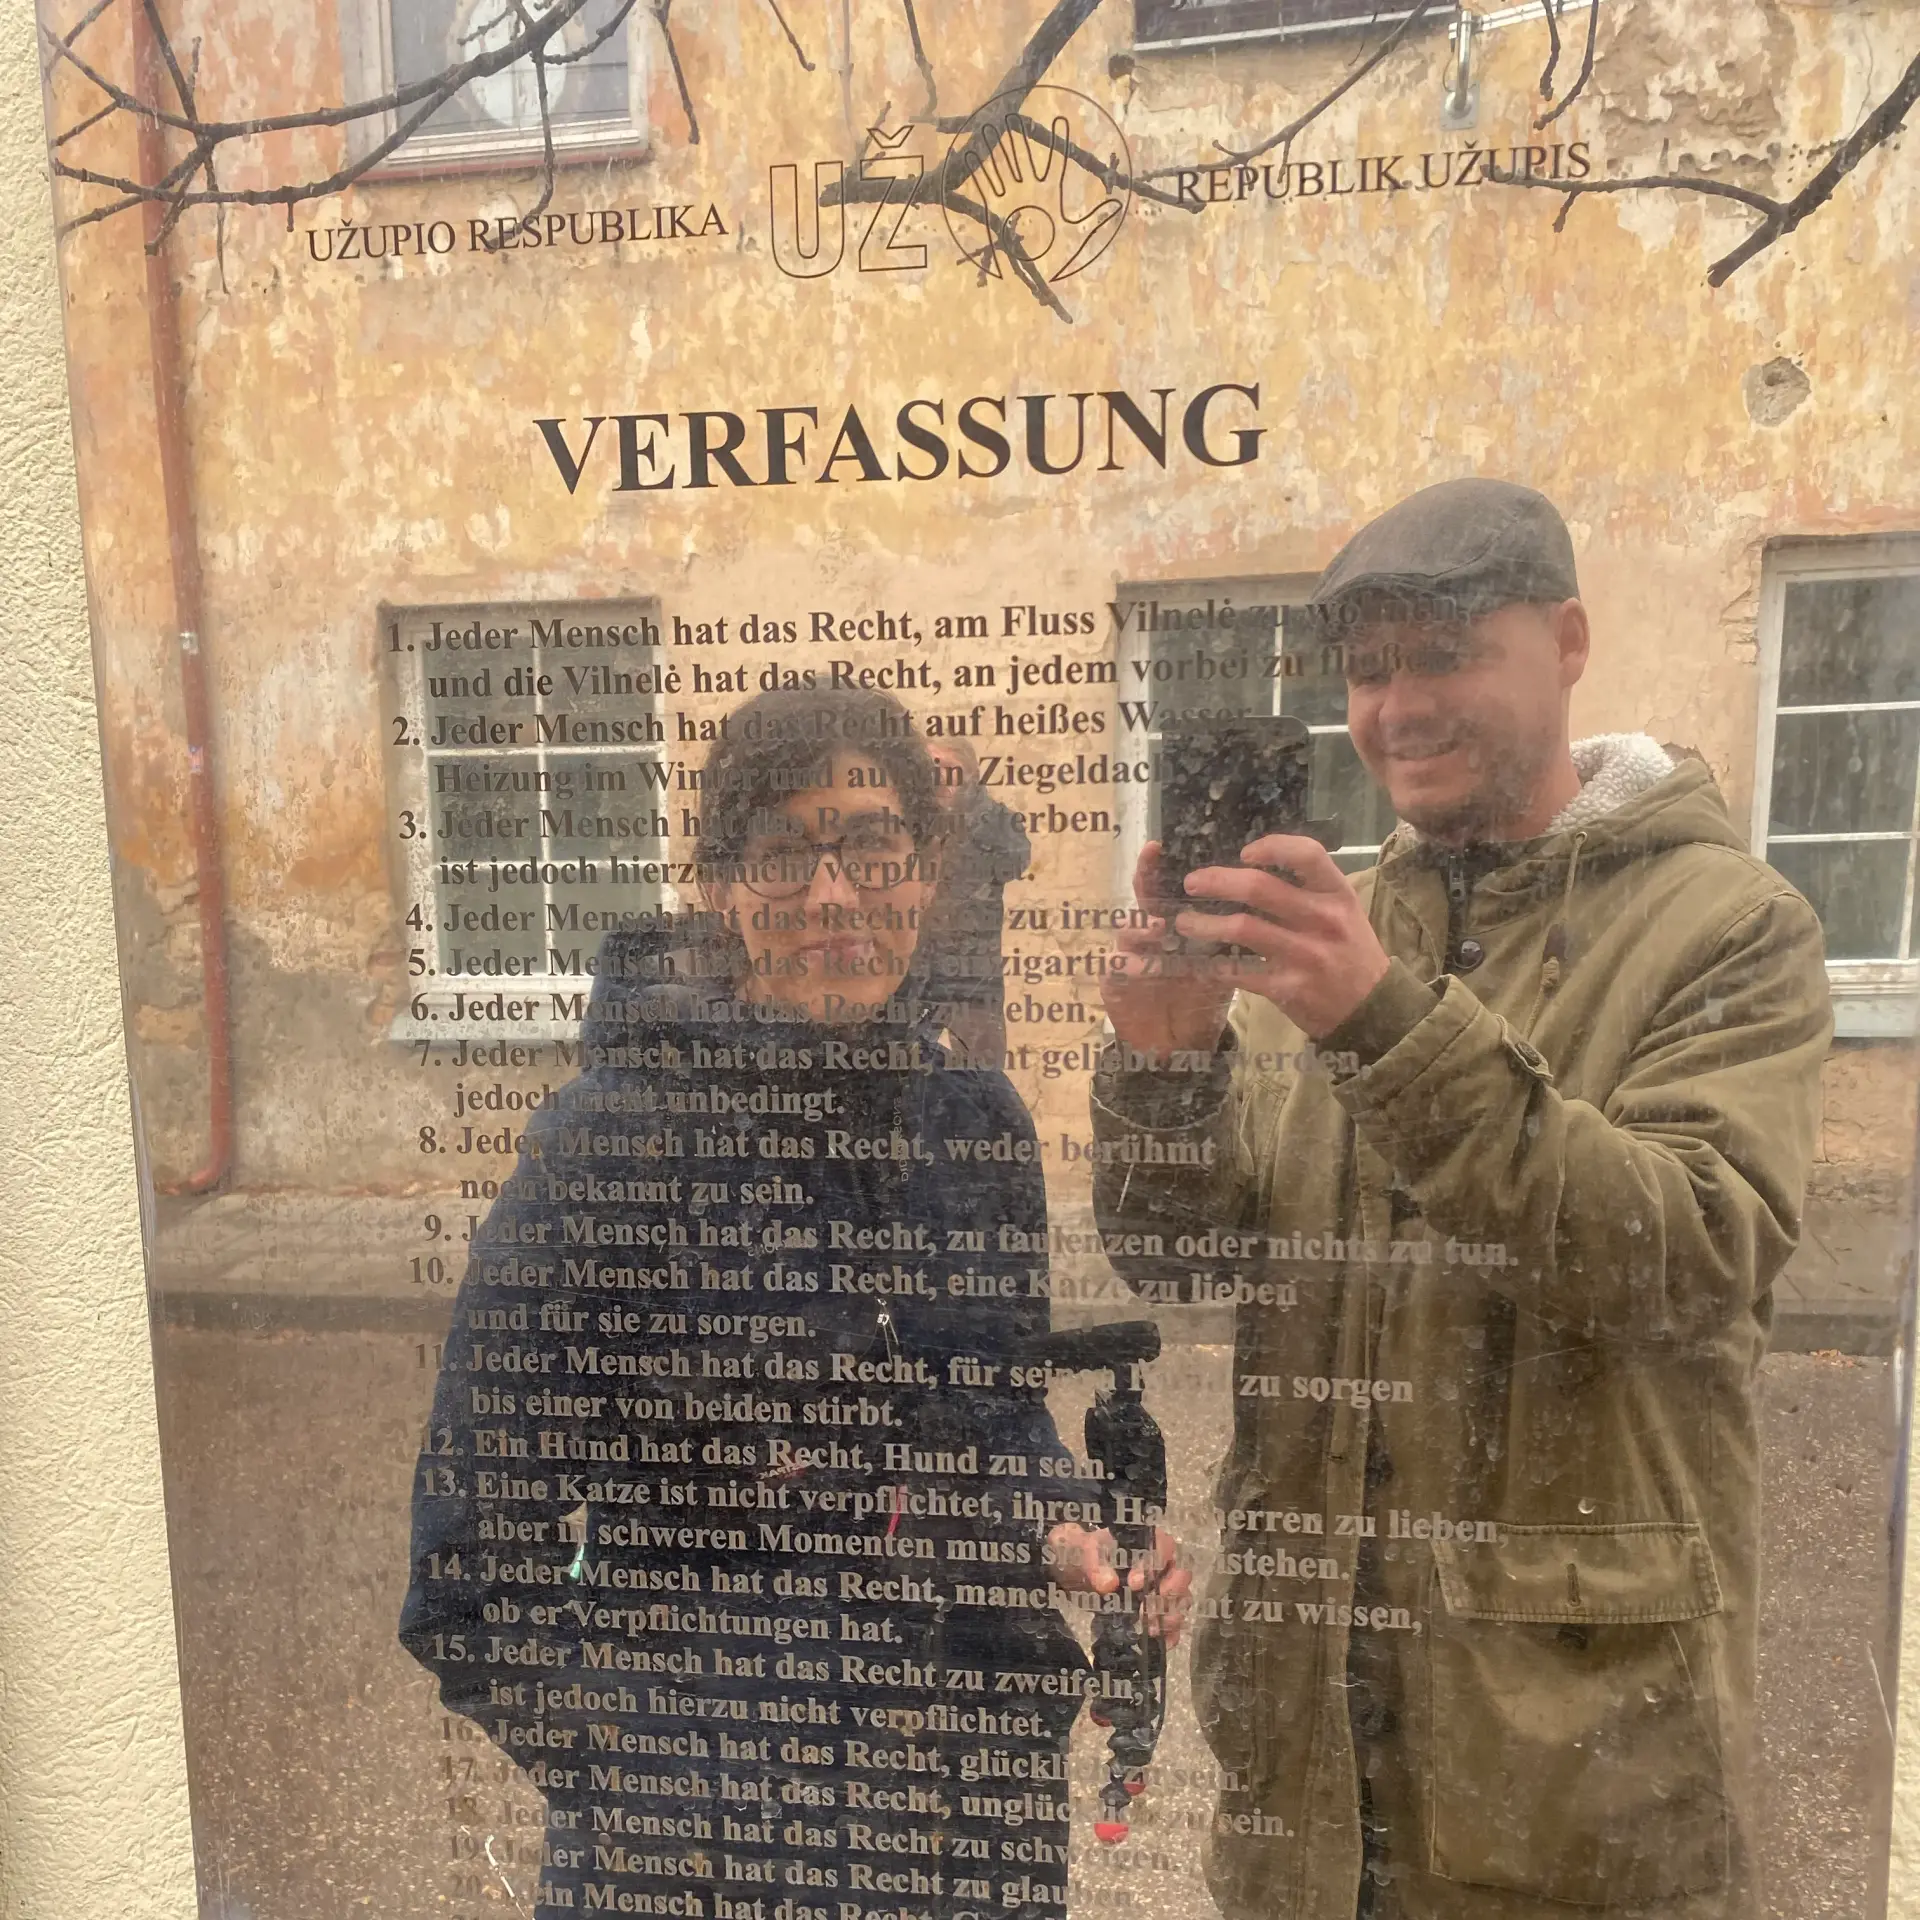 UŽUPIO RESPUBLIKA
UŽ
REPUBLIK UŽUPIS
VERFASSUNG
1. Jeder Mensch hat das Recht, am Fluss Vilnelė zu wohnen,
und die Vilnelė hat das Recht, an jedem vorbei zu fließen.
2. Jeder Mensch hat das Recht auf heißes Wasser,
Heizung im Winter und auf ein Ziegeldach.
3. Jeder Mensch hat das Recht zu sterben,
ist jedoch hierzu nicht verpflichtet.
4. Jeder Mensch hat das Recht sich zu irren.
5. Jeder Mensch hat das Recht, einzigartig zu sein.
6. Jeder Mensch hat das Recht zu lieben.
7. Jeder Mensch hat das Recht, nicht geliebt zu werden,
jedoch nicht unbedingt.
8. Jeder Mensch hat das Recht, weder berühmt
noch bekannt zu sein.
9. Jeder Mensch hat das Recht, zu faulenzen oder nichts zu tun.
10. Jeder Mensch hat das Recht, eine Katze zu lieben
und für sie zu sorgen.
11. Jeder Mensch hat das Recht, für seinen Hund zu sorgen
bis einer von beiden stirbt.
12. Ein Hund hat das Recht, Hund zu sein.
13. Eine Katze ist nicht verpflichtet, ihren Hausherren zu lieben,
aber in schweren Momenten muss sie ihm beistehen.
14. Jeder Mensch hat das Recht, manchmal nicht zu wissen,
ob er Verpflichtungen hat.
15. Jeder Mensch hat das Recht zu zweifeln,
ist jedoch hierzu nicht verpflichtet.
16. Jeder Mensch hat das Recht, glücklich zu sein.
17. Jeder Mensch hat das Recht, unglücklich zu sein.
18. Jeder Mensch hat das Recht zu schweigen.
19. Jeder Mensch hat das Recht zu glauben.
20. Kein Mensch hat das Recht,